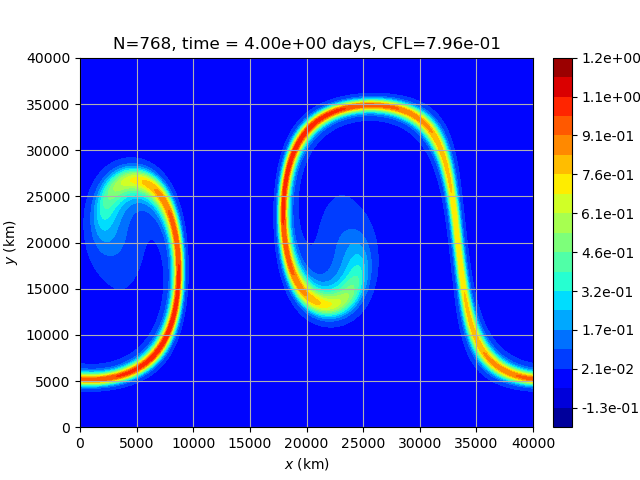 N=768, time = 4.00e+00 days, CFL=7.96e-01
40000
35000
30000
25000
20000
15000
10000
5000
0
y (km)
0 5000 10000 15000 20000 25000 30000 35000 40000
x (km)
1.2e+00
1.1e+00
9.1e-01
7.6e-01
6.1e-01
4.6e-01
3.2e-01
1.7e-01
2.1e-02
-1.3e-01